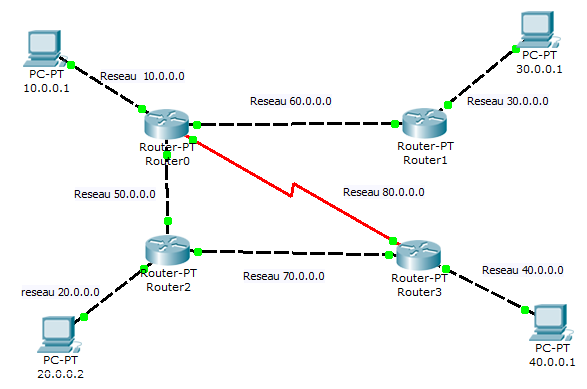 PC-PT
30.0.0.1
PC-PT
10.0.0.1
Reseau 10.0.0.0
Reseau 60.0.0.0
Reseau 30.0.0.0
Router-PT
Router0
Router-PT
Router1
Reseau 50.0.0.0
Reseau 80.0.0.0
Router-PT
Router2
Reseau 70.0.0.0
Router-PT
Router3
Reseau 40.0.0.0
reseau 20.0.0.0
PC-PT
20.0.0.2
PC-PT
40.0.0.1